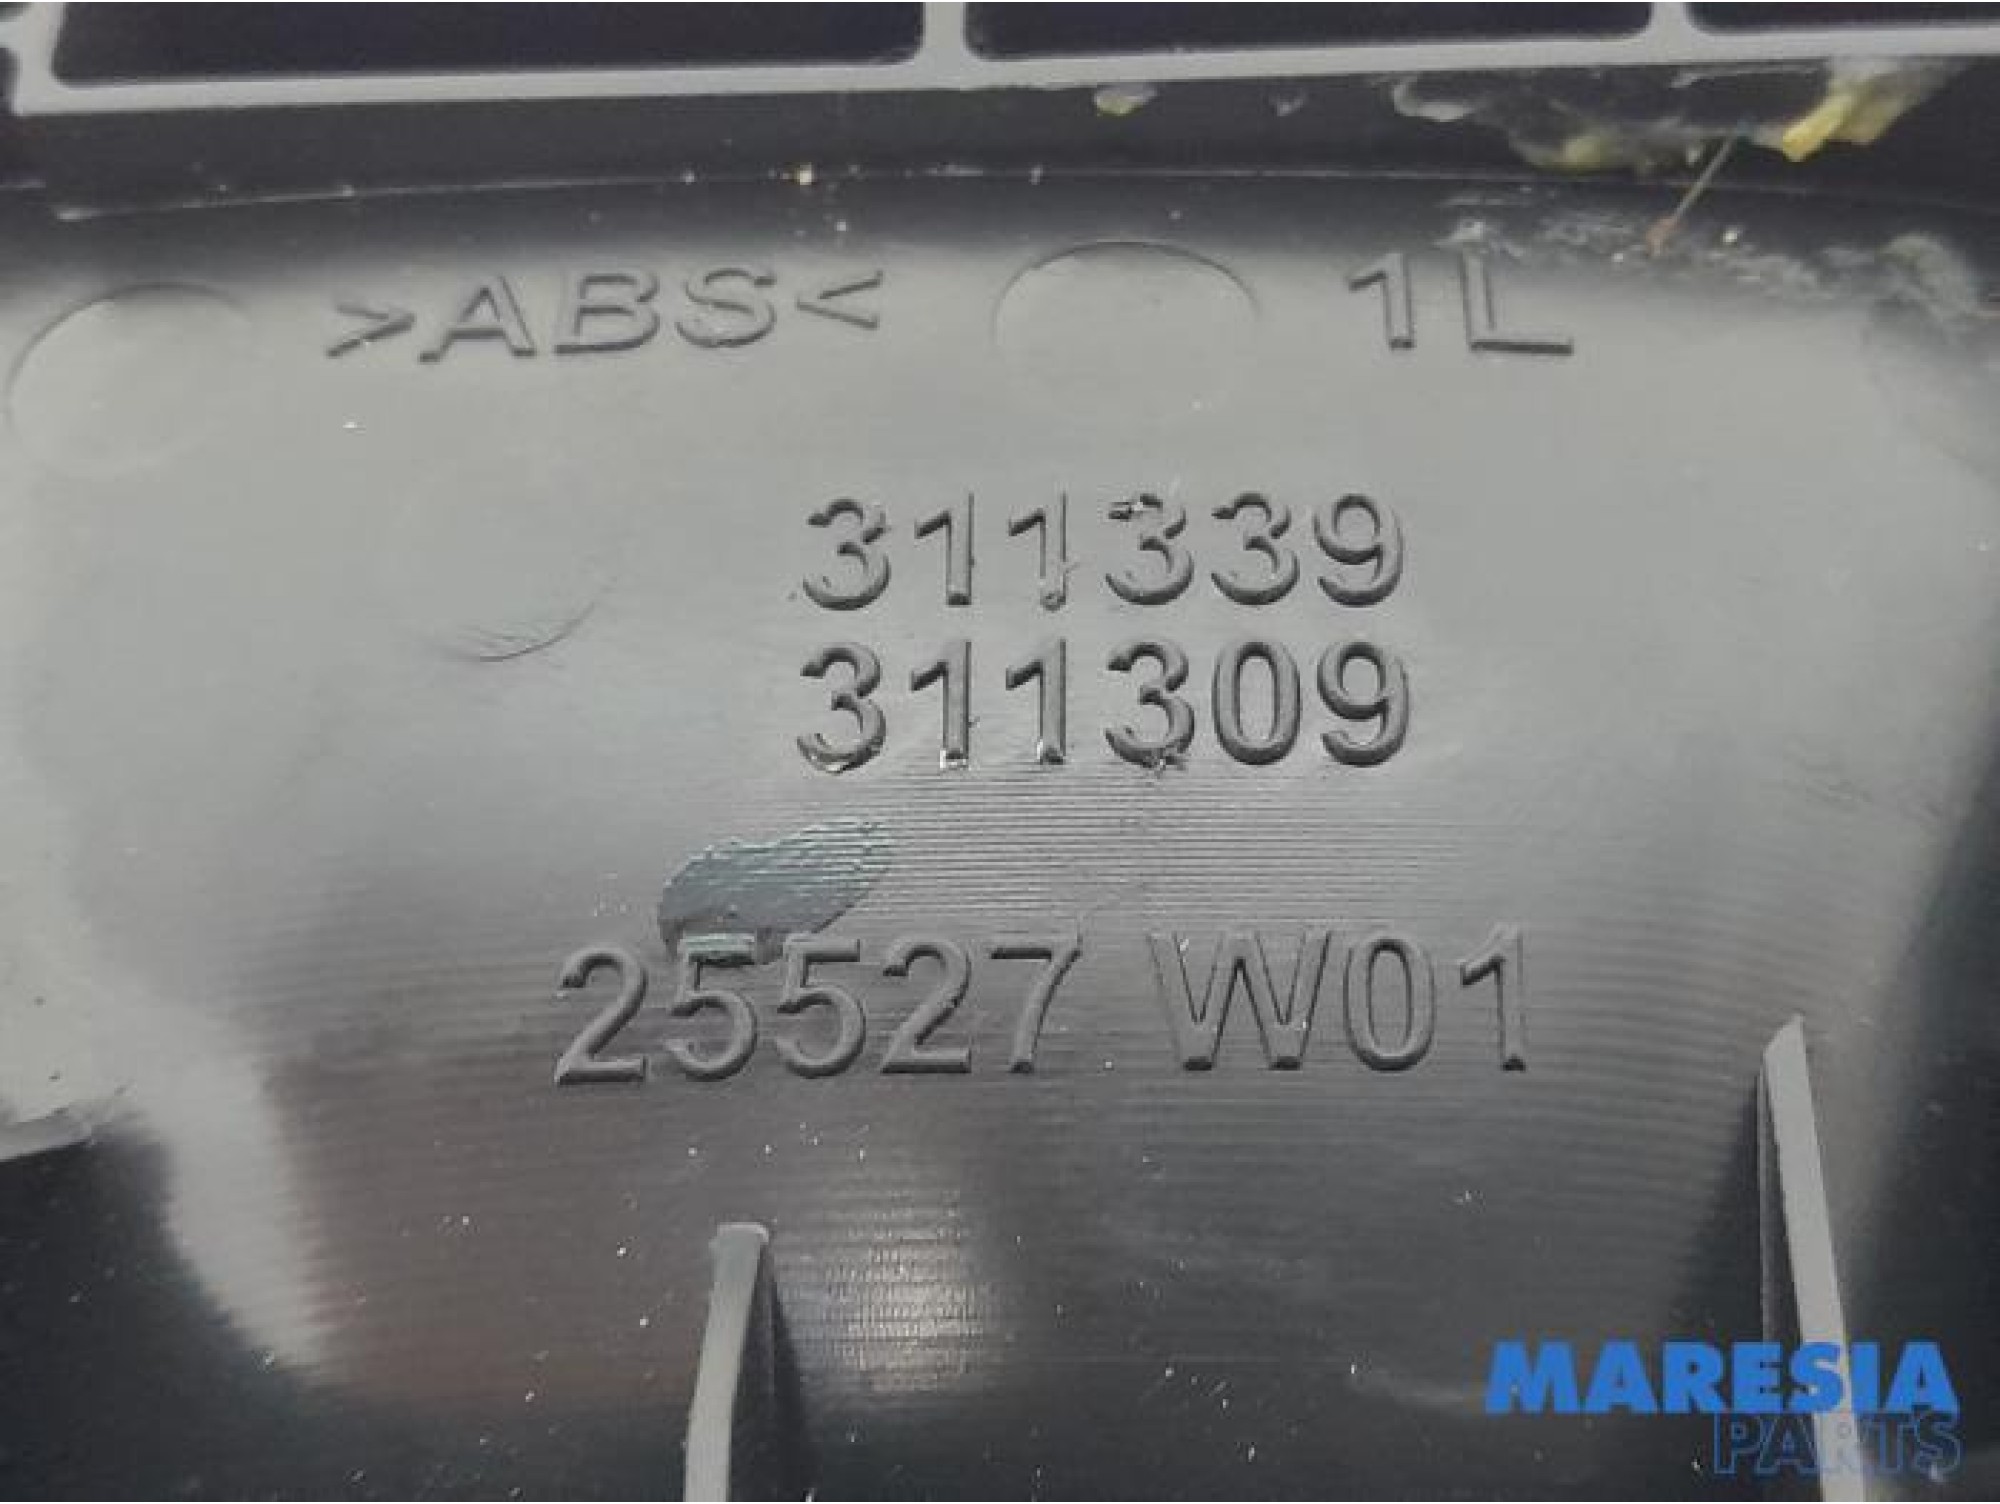 >ABS< 1L
311339
311309
25527 W01
MARESIA
PARTS